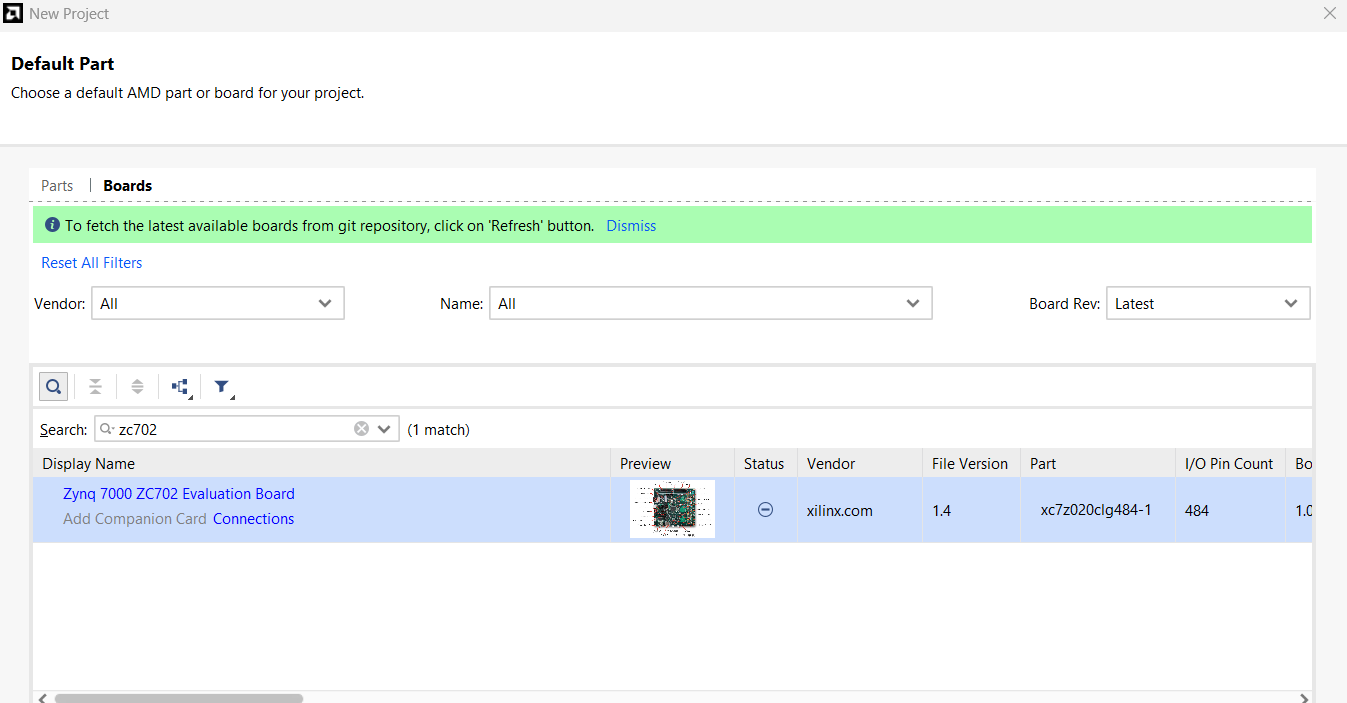 New Project
Default Part
Choose a default AMD part or board for your project.
Parts | Boards
To fetch the latest available boards from git repository, click on 'Refresh' button. Dismiss
Reset All Filters
Vendor: All Name: All Board Rev: Latest
Search: zc702 (1 match)
Display Name Preview Status Vendor File Version Part I/O Pin Count Bo
Zynq 7000 ZC702 Evaluation Board
Add Companion Card Connections
xilinx.com 1.4 xc7z020clg484-1 484 1.0